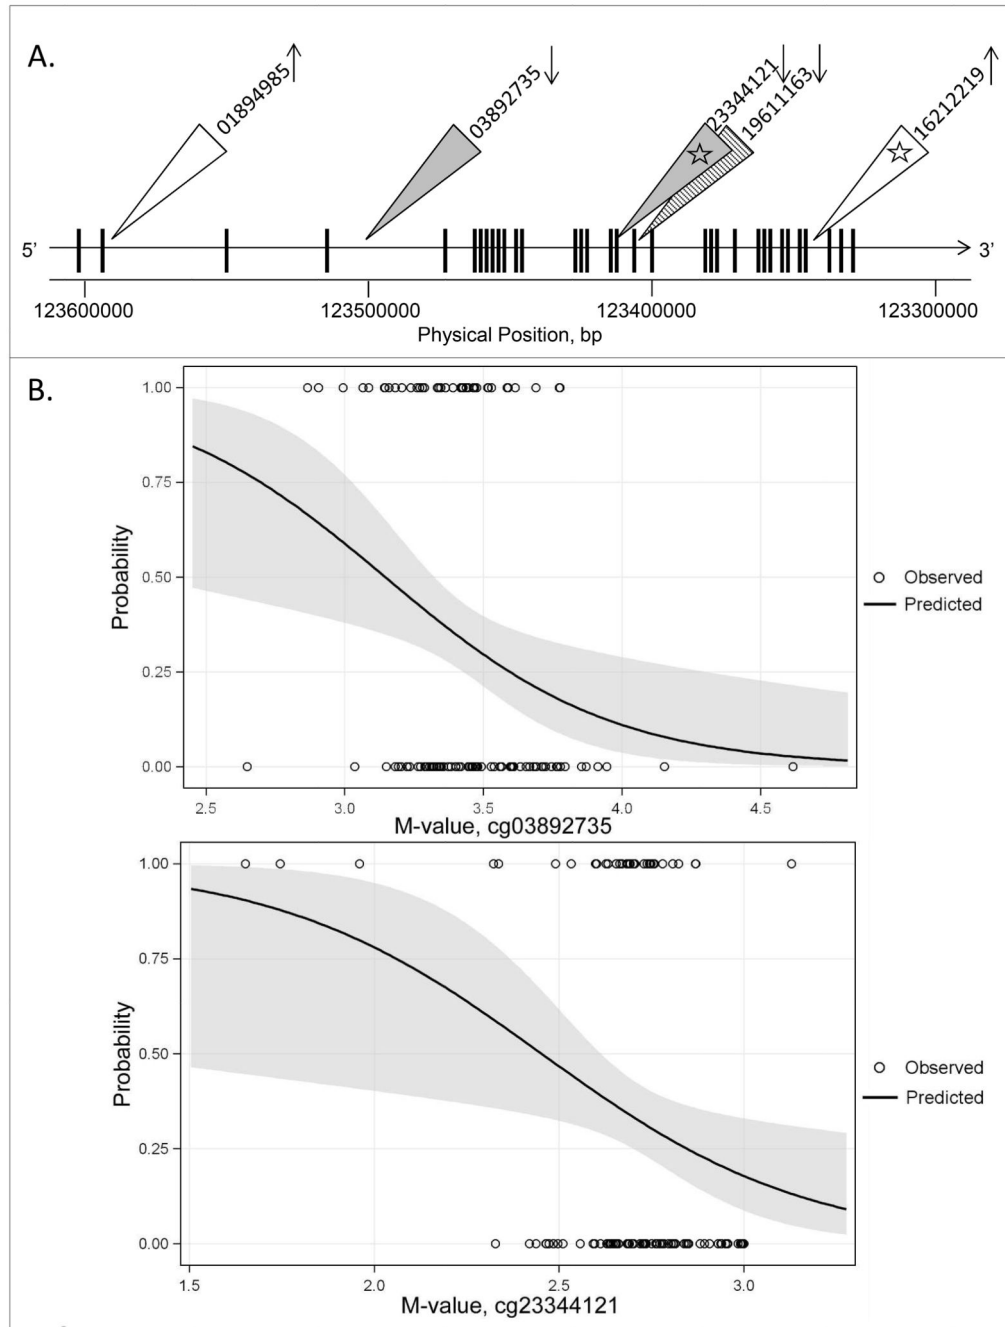 A.
01894985
03892735
23344121
19611163
16212219
5’
3’
123600000 123500000 123400000 123300000
Physical Position, bp
B.
1.00
0.75
0.50
0.25
0.00
Probability
2.5 3.0 3.5 4.0 4.5
M-value, cg03892735
Observed
Predicted
1.00
0.75
0.50
0.25
0.00
Probability
1.5 2.0 2.5 3.0
M-value, cg23344121
Observed
Predicted